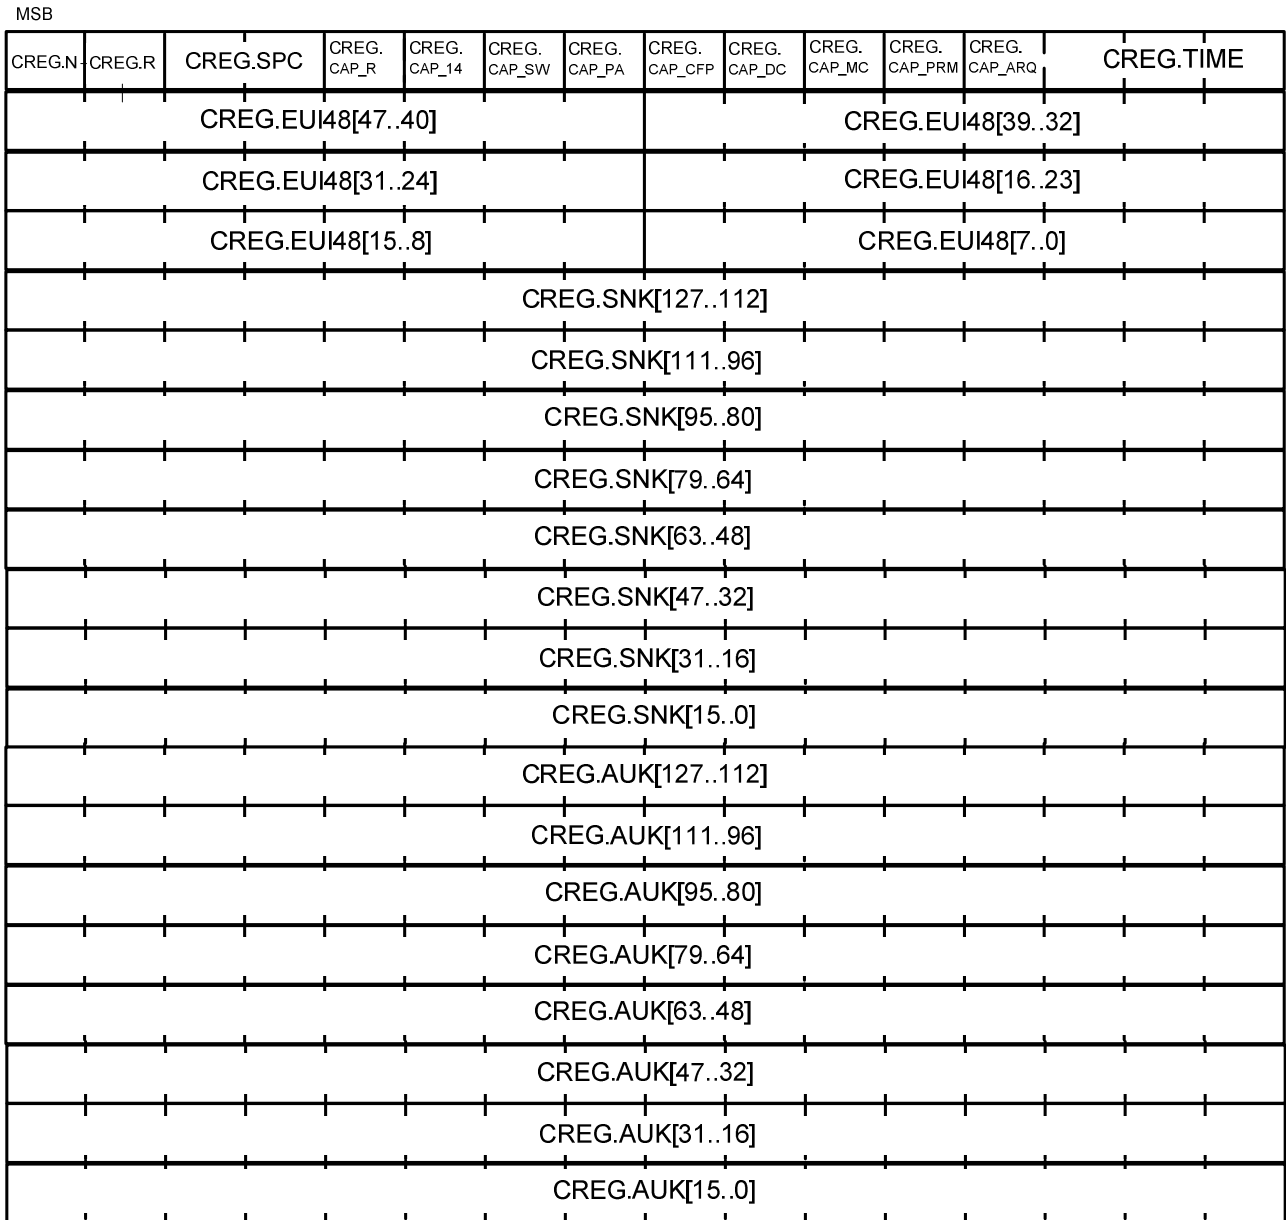 MSB
CREG.N CREG.R CREG.SPC CREG. CAP_R CREG. CAP_14 CREG. CAP_SW CREG. CAP_PA CREG. CAP_CFP CREG. CAP_DC CREG. CAP_MC CREG. CAP_PRM CREG. CAP_ARQ CREG.TIME
CREG.EUI48[47..40] CREG.EUI48[39..32]
CREG.EUI48[31..24] CREG.EUI48[16..23]
CREG.EUI48[15..8] CREG.EUI48[7..0]
CREG.SNK[127..112]
CREG.SNK[111..96]
CREG.SNK[95..80]
CREG.SNK[79..64]
CREG.SNK[63..48]
CREG.SNK[47..32]
CREG.SNK[31..16]
CREG.SNK[15..0]
CREG.AUK[127..112]
CREG.AUK[111..96]
CREG.AUK[95..80]
CREG.AUK[79..64]
CREG.AUK[63..48]
CREG.AUK[47..32]
CREG.AUK[31..16]
CREG.AUK[15..0]